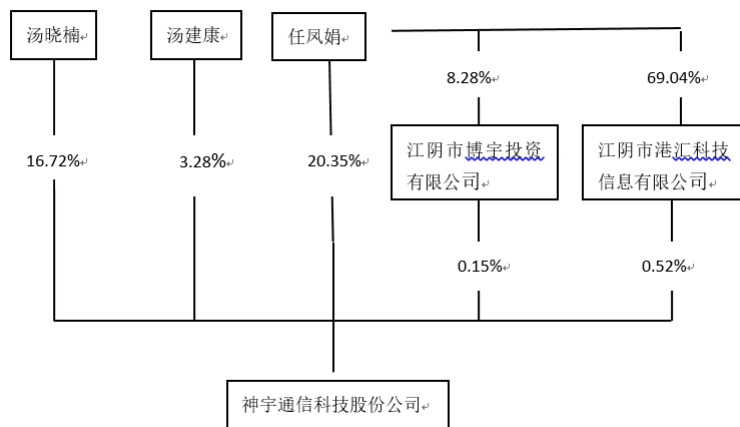 汤晓楠
汤建康
任凤娟
8.28%
69.04%
16.72%
3.28%
20.35%
江阴市博宇投资
有限公司
江阴市港汇科技
信息有限公司
0.15%
0.52%
神宇通信科技股份公司